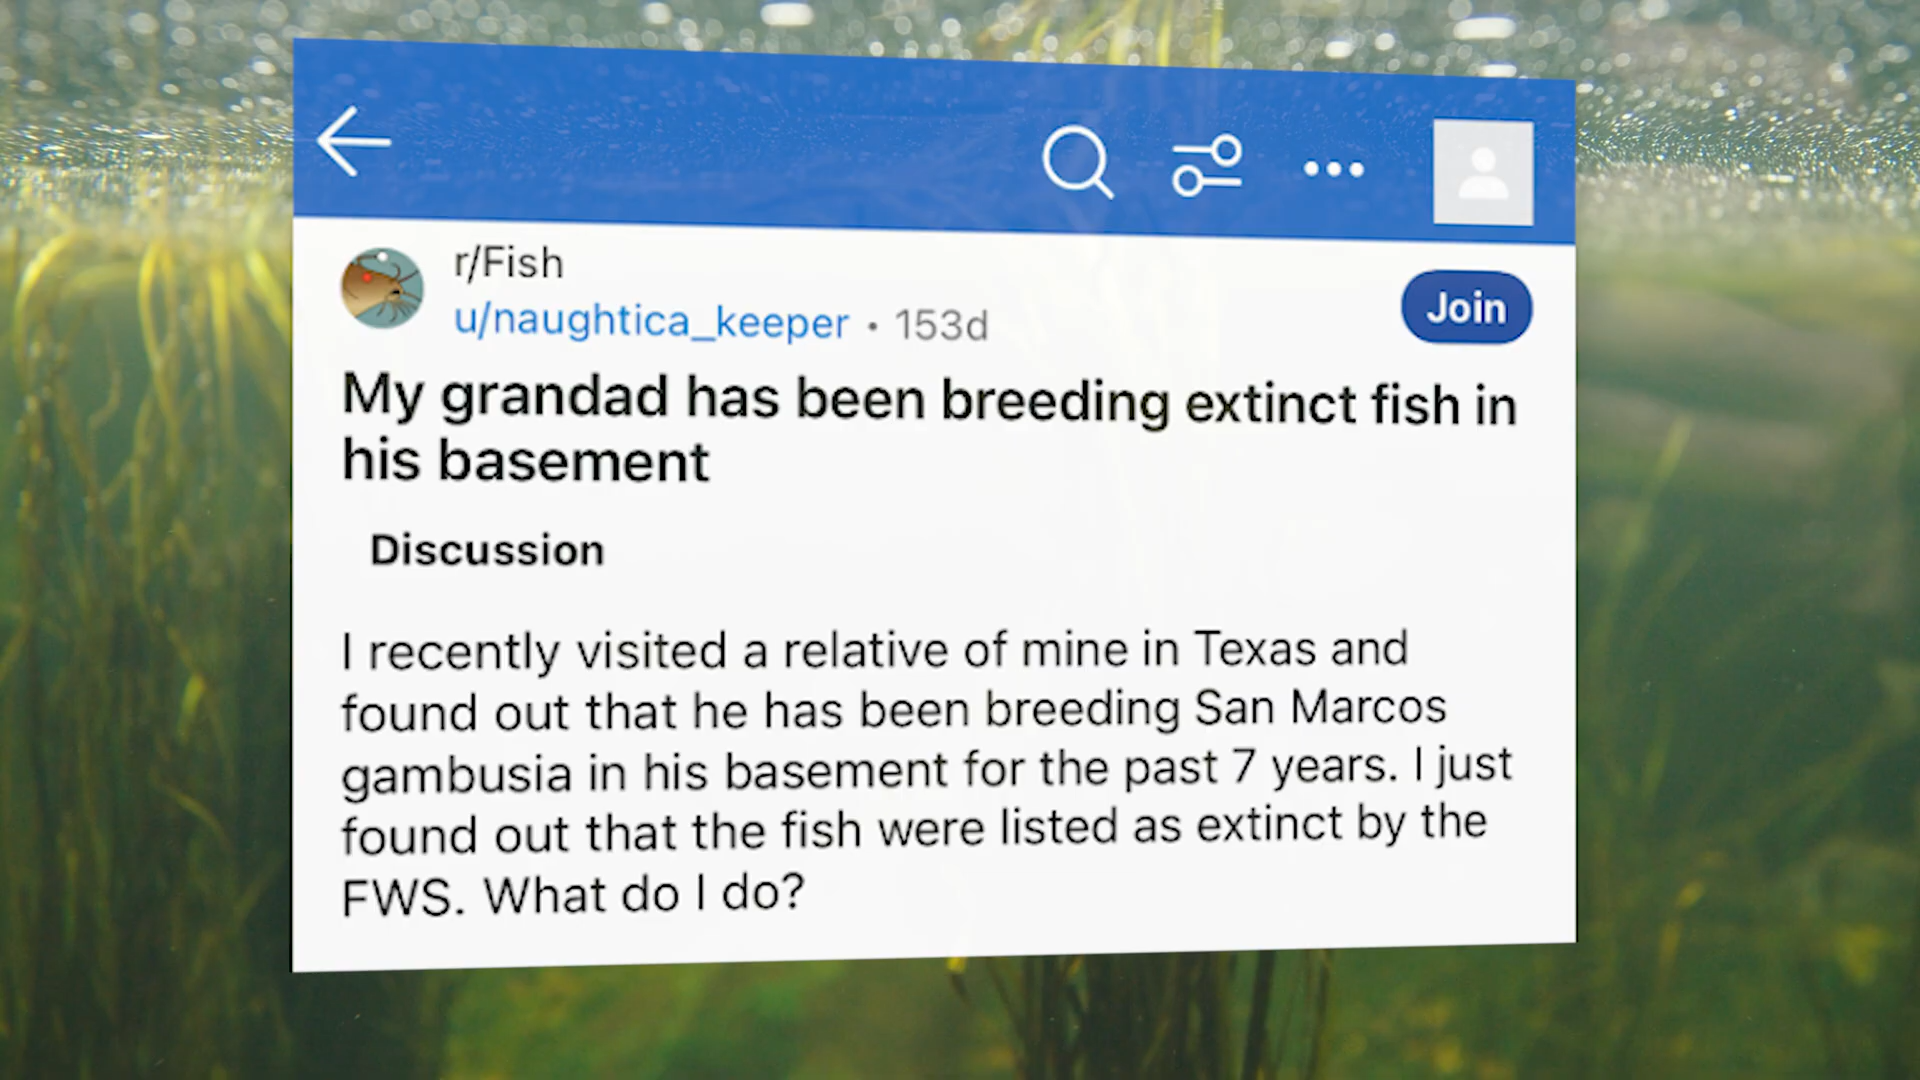 r/Fish
u/naughtica_keeper • 153d
Join
My grandad has been breeding extinct fish in
his basement
Discussion
I recently visited a relative of mine in Texas and
found out that he has been breeding San Marcos
gambusia in his basement for the past 7 years. I just
found out that the fish were listed as extinct by the
FWS. What do I do?